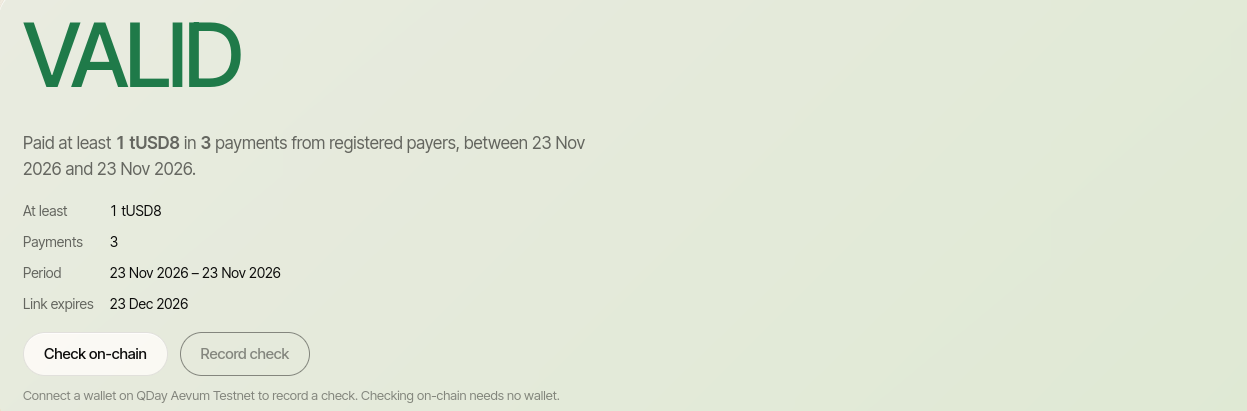 VALID
Paid at least 1 tUSD8 in 3 payments from registered payers, between 23 Nov
2026 and 23 Nov 2026.
At least 1 tUSD8
Payments 3
Period 23 Nov 2026 – 23 Nov 2026
Link expires 23 Dec 2026
Check on-chain Record check
Connect a wallet on QDay Aevum Testnet to record a check. Checking on-chain needs no wallet.